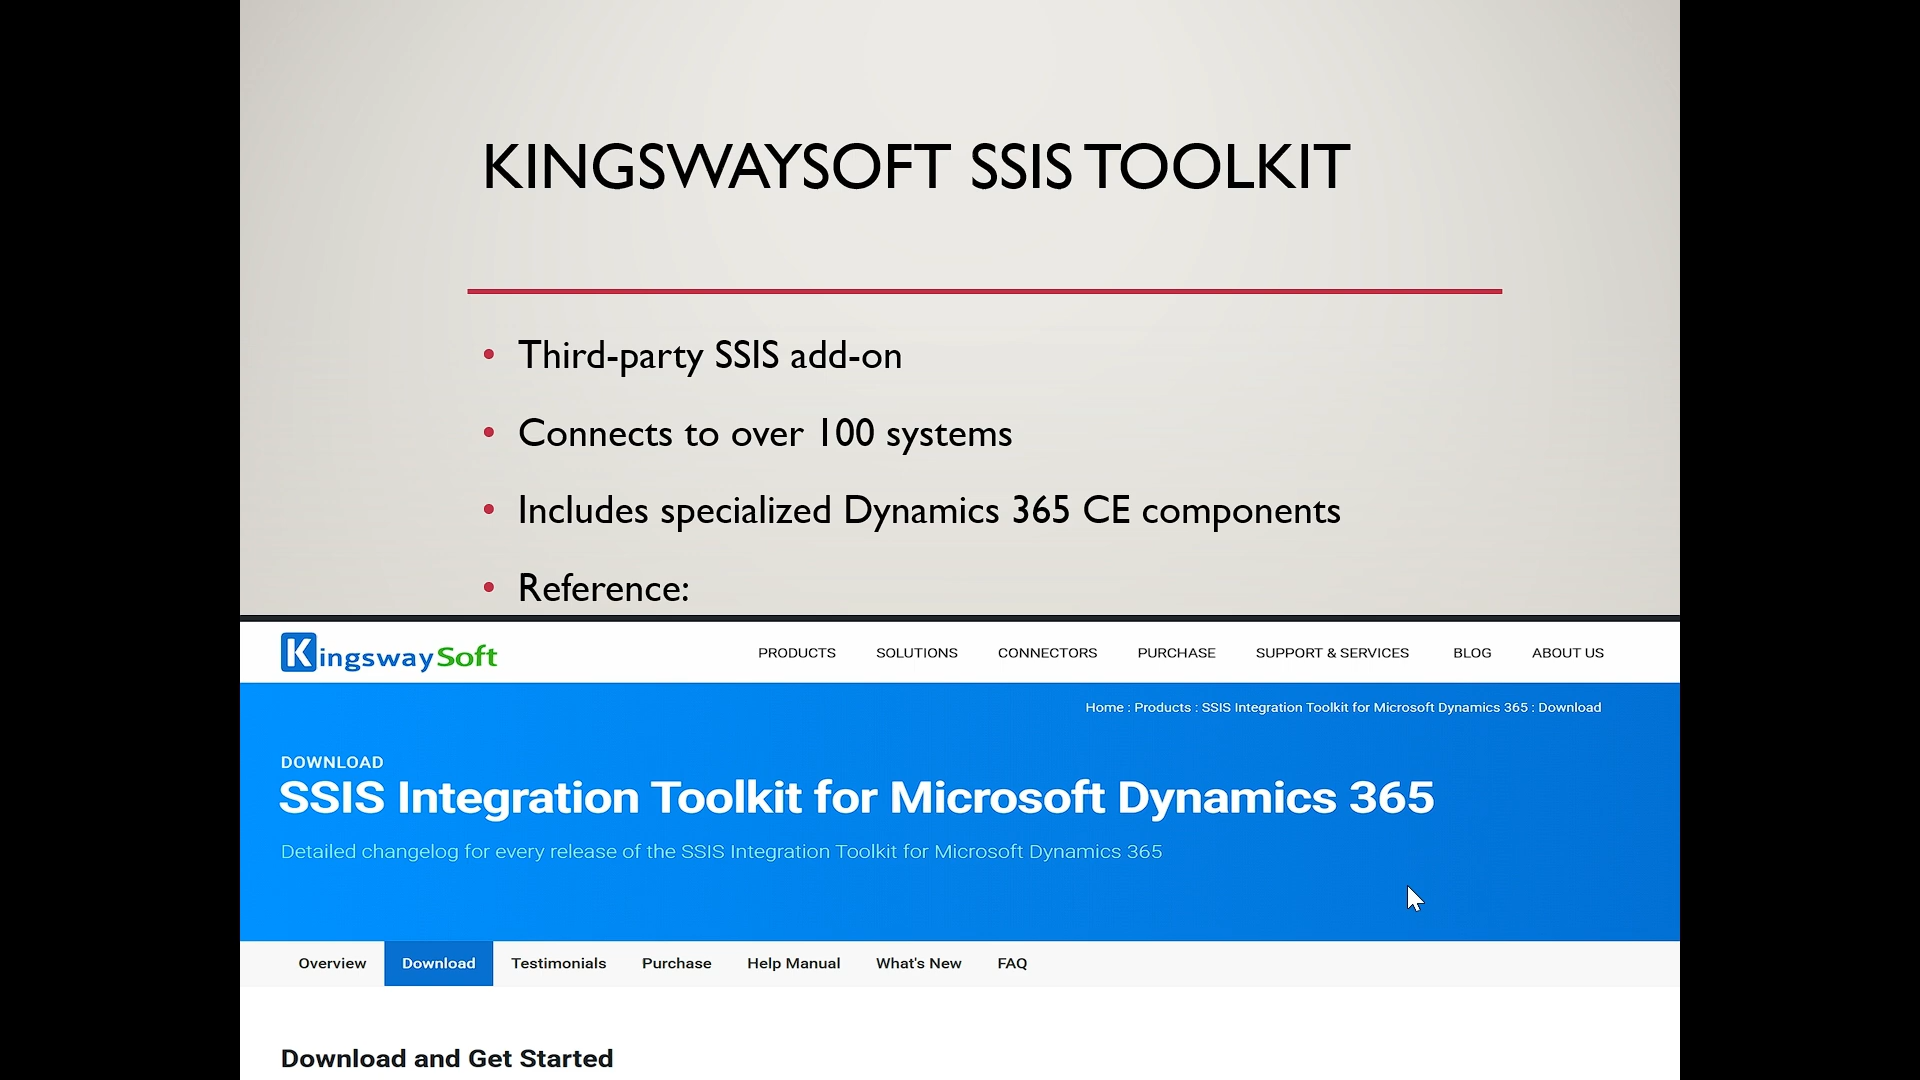 KINGSWAYSOFT SSIS TOOLKIT
• Third-party SSIS add-on
• Connects to over 100 systems
• Includes specialized Dynamics 365 CE components
• Reference:
KingswaySoft
PRODUCTS SOLUTIONS CONNECTORS PURCHASE SUPPORT & SERVICES BLOG ABOUT US
Home : Products : SSIS Integration Toolkit for Microsoft Dynamics 365 : Download
DOWNLOAD
SSIS Integration Toolkit for Microsoft Dynamics 365
Detailed changelog for every release of the SSIS Integration Toolkit for Microsoft Dynamics 365
Overview Download Testimonials Purchase Help Manual What's New FAQ
Download and Get Started